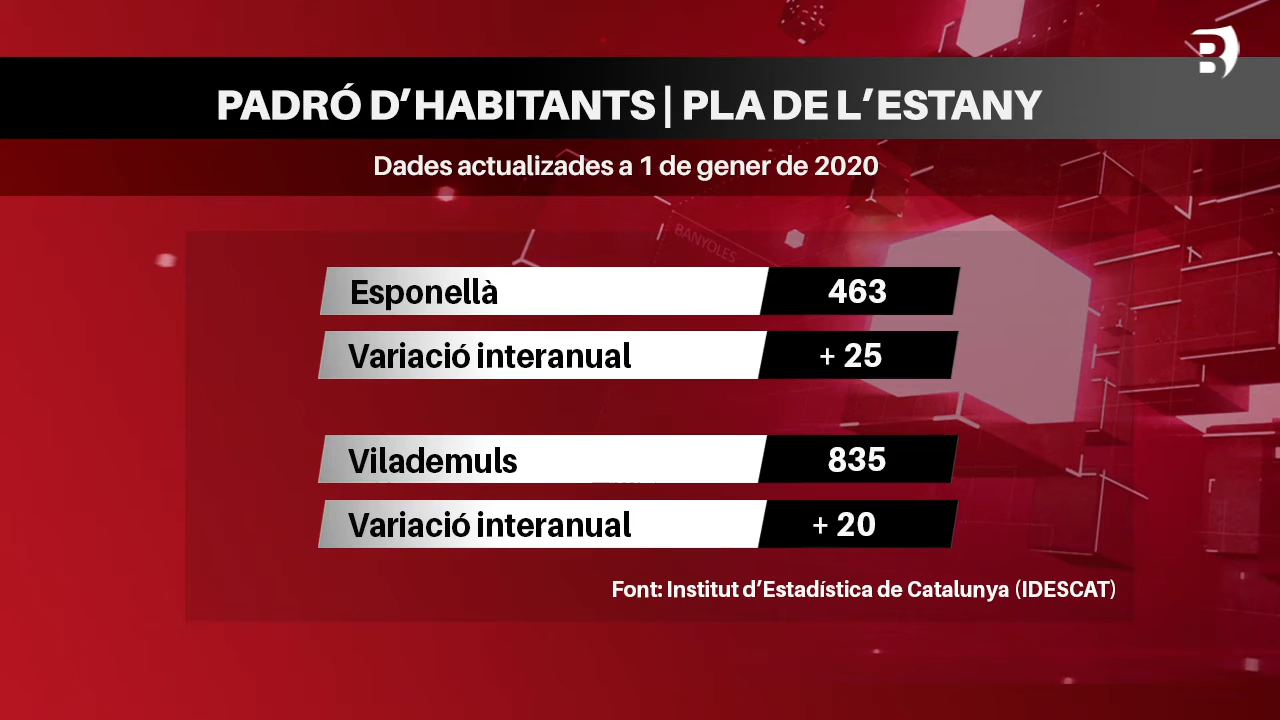 B
PADRÓ D’HABITANTS | PLA DE L’ESTANY
Dades actualizades a 1 de gener de 2020
BANYOLES
Esponellà 463
Variació interanual + 25
Vilademuls 835
Variació interanual + 20
Font: Institut d’Estadística de Catalunya (IDESCAT)